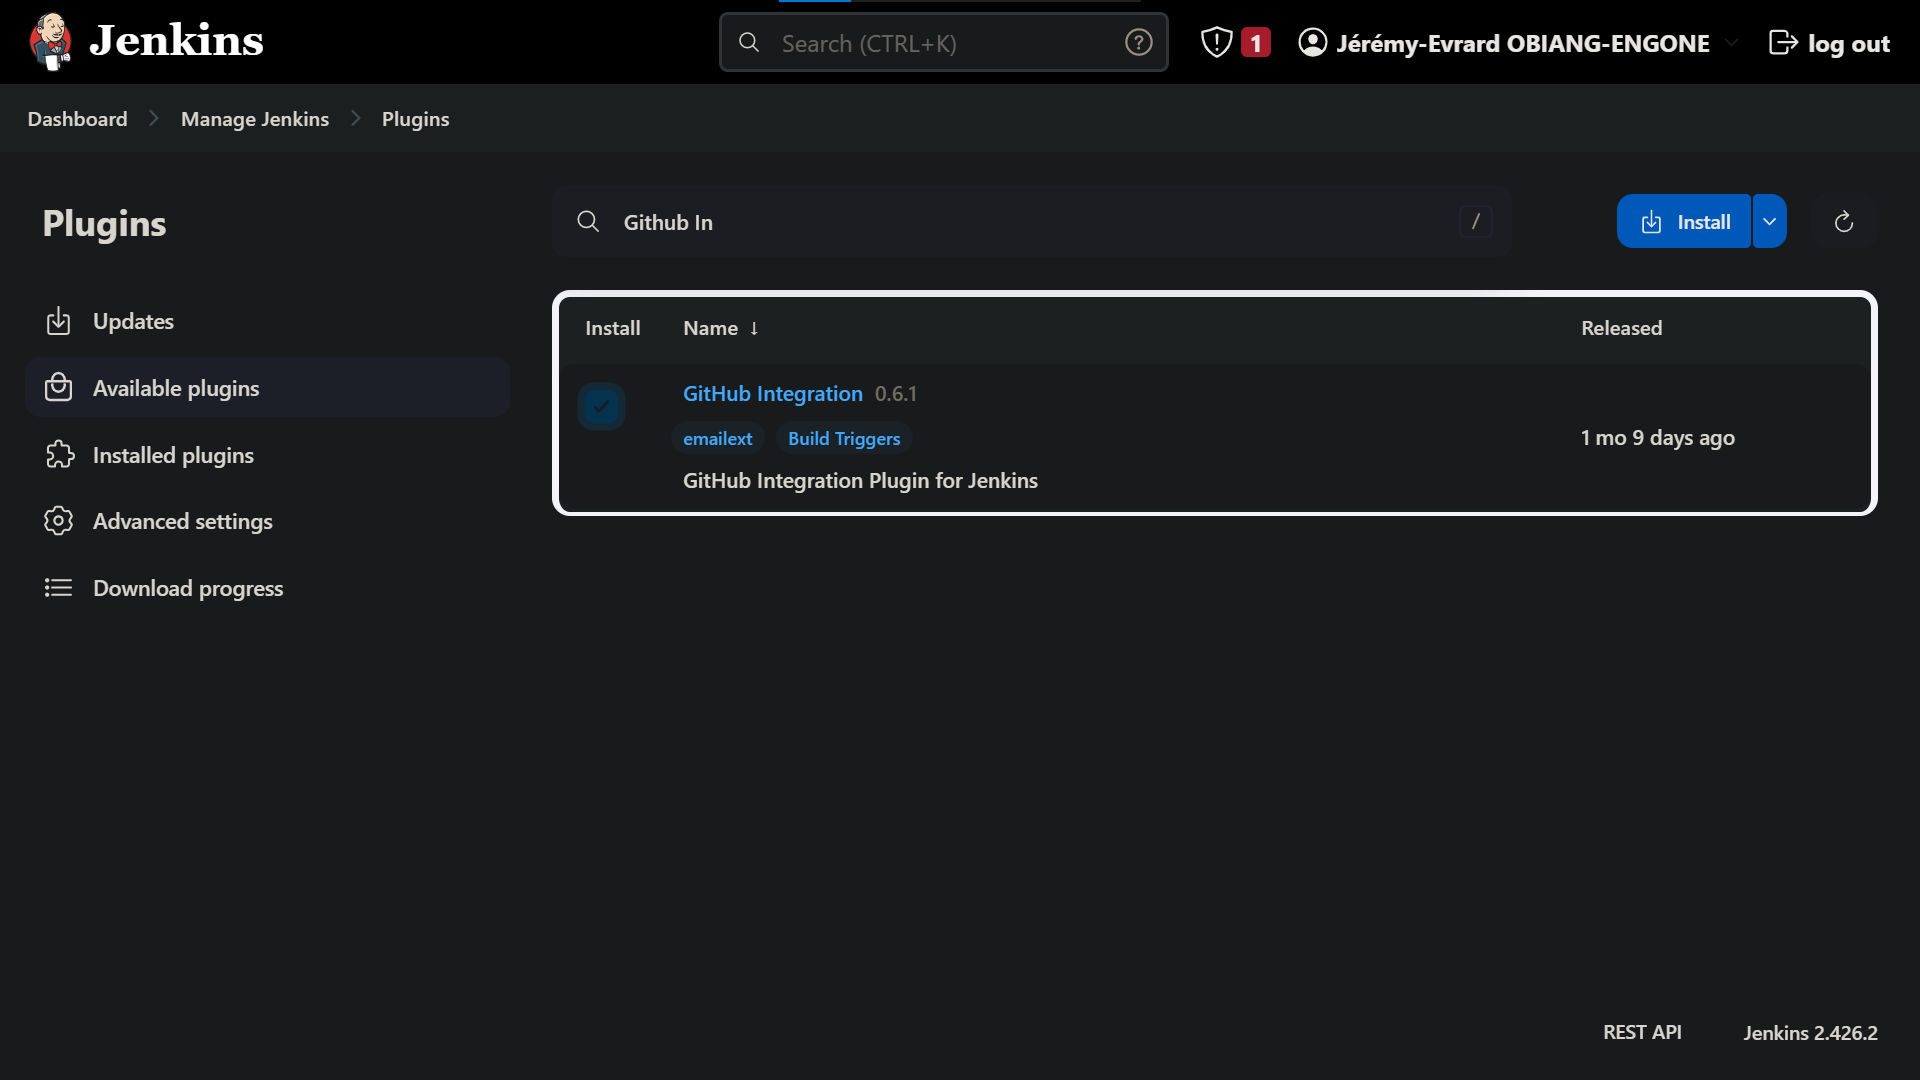 Jenkins
Search (CTRL+K)
?
1
Jérémy-Evrard OBIANG-ENGONE
log out
Dashboard
Manage Jenkins
Plugins
Plugins
Github In
/
Install
Updates
Available plugins
Installed plugins
Advanced settings
Download progress
Install
Name ↓
Released
GitHub Integration 0.6.1
emailext
Build Triggers
GitHub Integration Plugin for Jenkins
1 mo 9 days ago
REST API
Jenkins 2.426.2